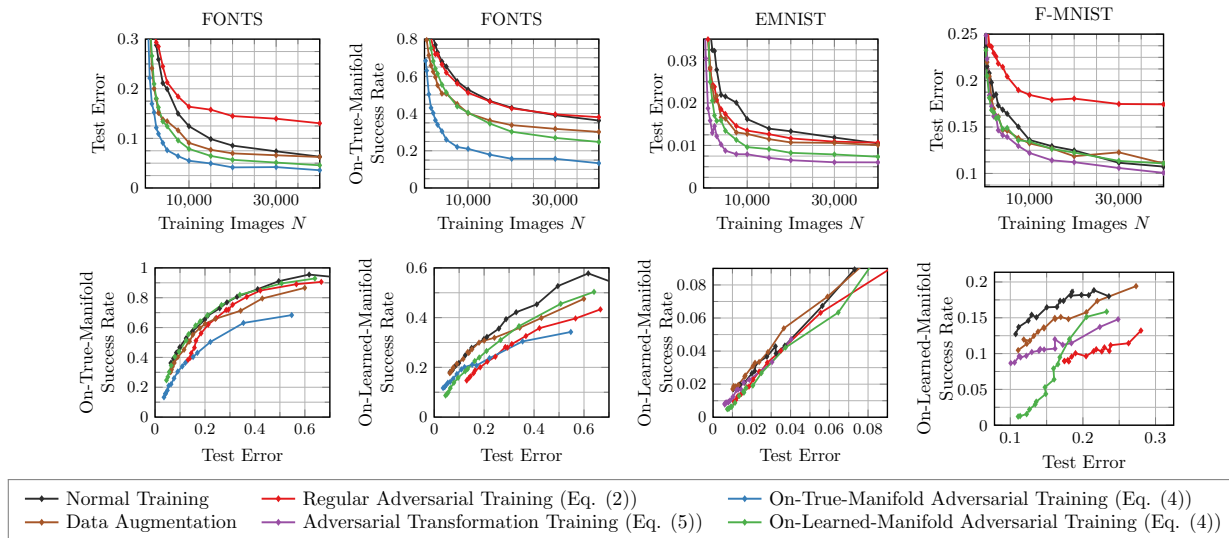 FONTS
FONTS
EMNIST
F-MNIST
Test Error
0.3
0.2
0.1
0
10,000
30,000
Training Images N
On-True-Manifold
Success Rate
0.8
0.6
0.4
0.2
0
10,000
30,000
Training Images N
Test Error
0.03
0.02
0.01
0
10,000
30,000
Training Images N
Test Error
0.25
0.2
0.15
0.1
10,000
30,000
Training Images N
On-True-Manifold
Success Rate
1
0.8
0.6
0.4
0.2
0
0
0.2
0.4
0.6
Test Error
On-Learned-Manifold
Success Rate
0.6
0.4
0.2
0
0
0.2
0.4
0.6
Test Error
On-Learned-Manifold
Success Rate
0.08
0.06
0.04
0.02
0
0
0.02
0.04
0.06
0.08
Test Error
On-Learned-Manifold
Success Rate
0.2
0.15
0.1
0.05
0
0.1
0.2
0.3
Test Error
Normal Training
Regular Adversarial Training (Eq. (2))
On-True-Manifold Adversarial Training (Eq. (4))
Data Augmentation
Adversarial Transformation Training (Eq. (5))
On-Learned-Manifold Adversarial Training (Eq. (4))